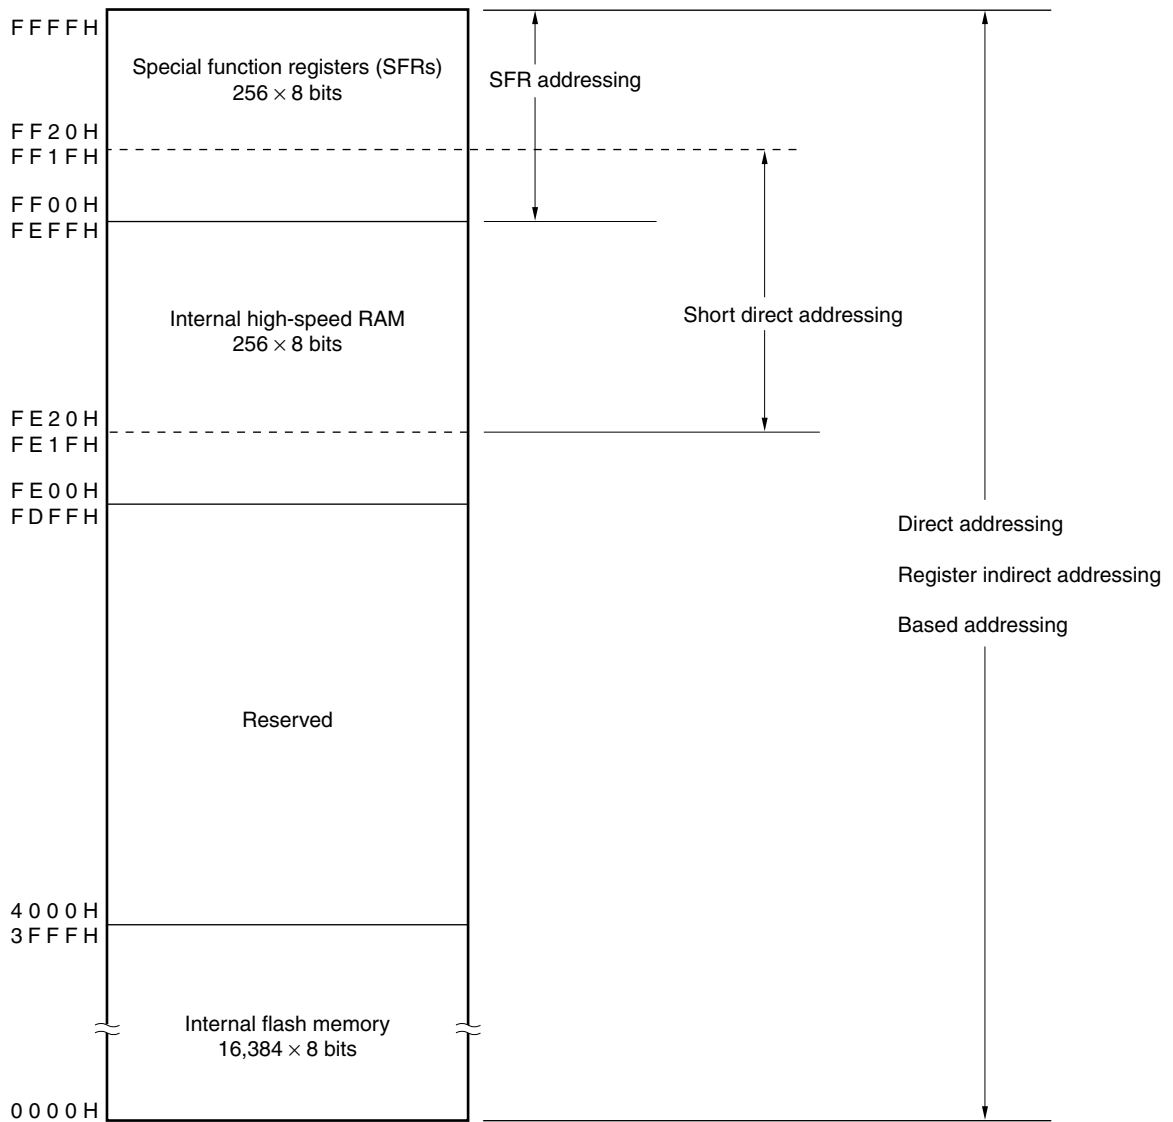 FFFFH
Special function registers (SFRs)
256 × 8 bits
SFR addressing
FF20H
FF1FH
FF00H
FEFFH
Internal high-speed RAM
256 × 8 bits
Short direct addressing
FE20H
FE1FH
FE00H
FDFFH
Direct addressing
Register indirect addressing
Based addressing
Reserved
4000H
3FFFH
Internal flash memory
16,384 × 8 bits
0000H